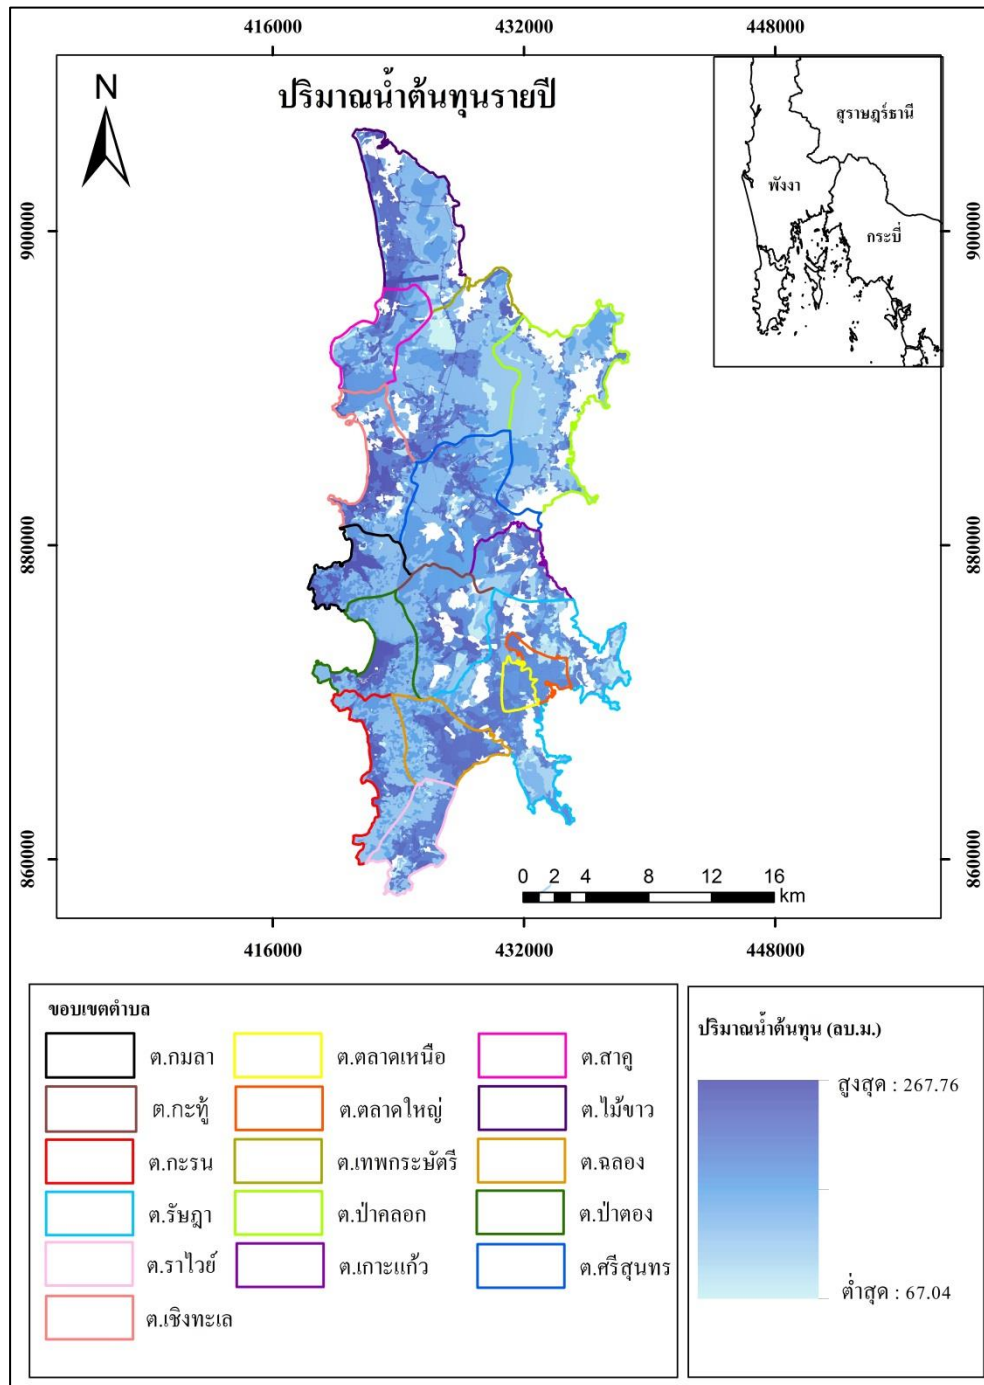 416000 432000 448000
N
ปริมาณน้ำต้นทุนรายปี
สุราษฎร์ธานี
พังงา
กระบี่
900000 900000
880000 880000
860000 860000
0 2 4 8 12 16
km
416000 432000 448000
ขอบเขตตำบล
ต.กมลา
ต.กะทู้
ต.กะรน
ต.รัษฎา
ต.ราไวย์
ต.เชิงทะเล
ต.ตลาดเหนือ
ต.ตลาดใหญ่
ต.เทพกระษัตรี
ต.ป่าคลอก
ต.เกาะแก้ว
ต.สาคู
ต.ไม้ขาว
ต.ฉลอง
ต.ป่าตอง
ต.ศรีสุนทร
ปริมาณน้ำต้นทุน (ลบ.ม.)
สูงสุด : 267.76
ต่ำสุด : 67.04